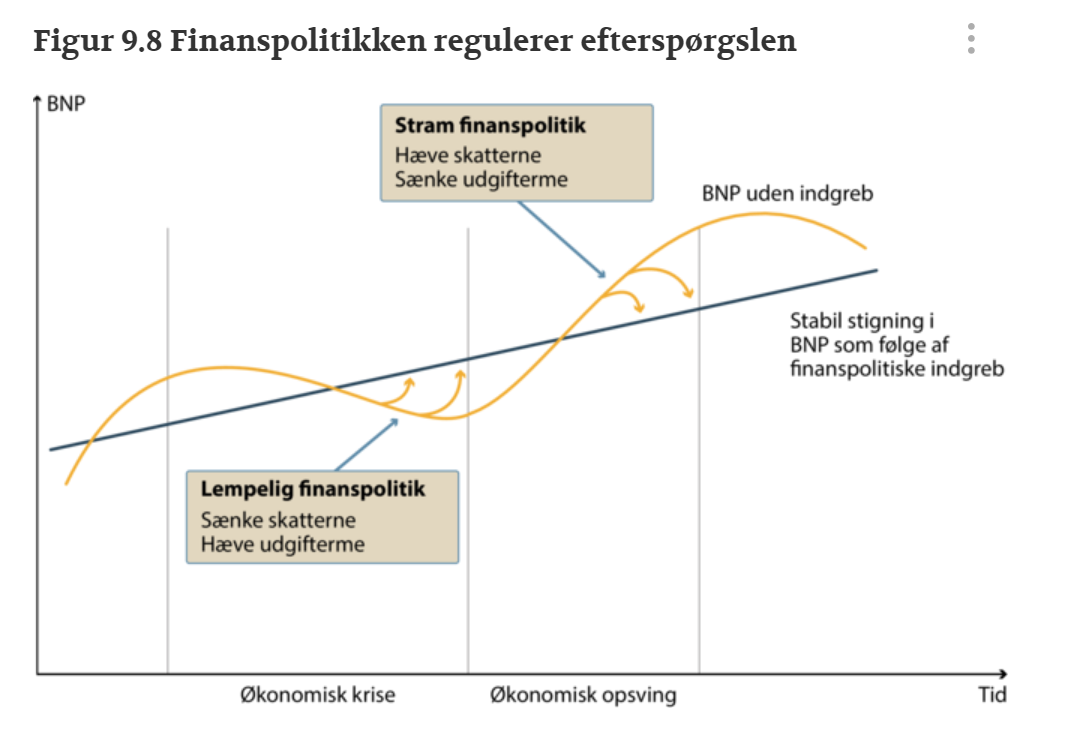 Figur 9.8 Finanspolitikken regulerer efterspørgslen
BNP
Stram finanspolitik
Hæve skatterne
Sænke udgifterme
BNP uden indgreb
Stabil stigning i
BNP som følge af
finanspolitiske indgreb
Lempelig finanspolitik
Sænke skatterne
Hæve udgifterme
Økonomisk krise
Økonomisk opsving
Tid